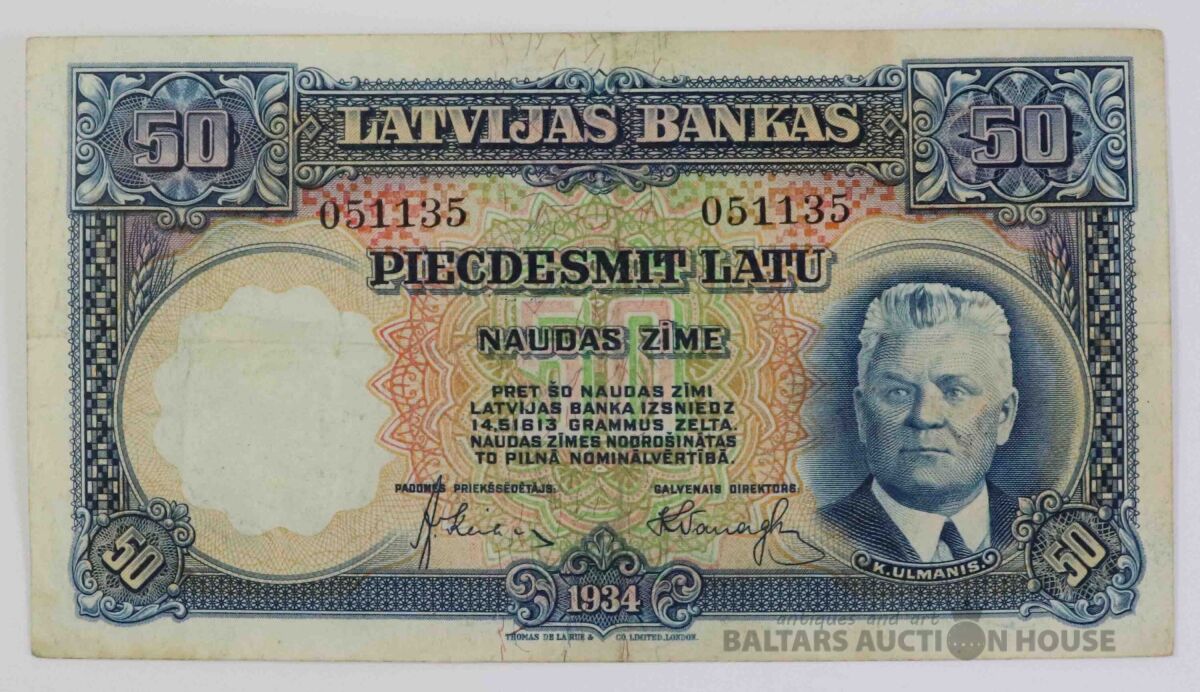 50 LATVIJAS BANKAS 50
051135 051135
PIECDESMIT LATU
50
NAUDAS ZĪME
PRET ŠO NAUDAS ZĪMI
LATVIJAS BANKA IZSNIEDZ
14,51613 GRAMMUS ZELTA.
NAUDAS ZĪMES NODROŠINĀTAS
TO PILNĀ NOMINĀLVĒRTĪBĀ.
PADOMES PRIEKŠSĒDĒTĀJS: GALVENAIS DIREKTORS:
K.ULMANIS.
50 1934 50
THOMAS DE LA RUE & CO. LIMITED, LONDON.
antiques and art
BALTARS AUCTION HOUSE